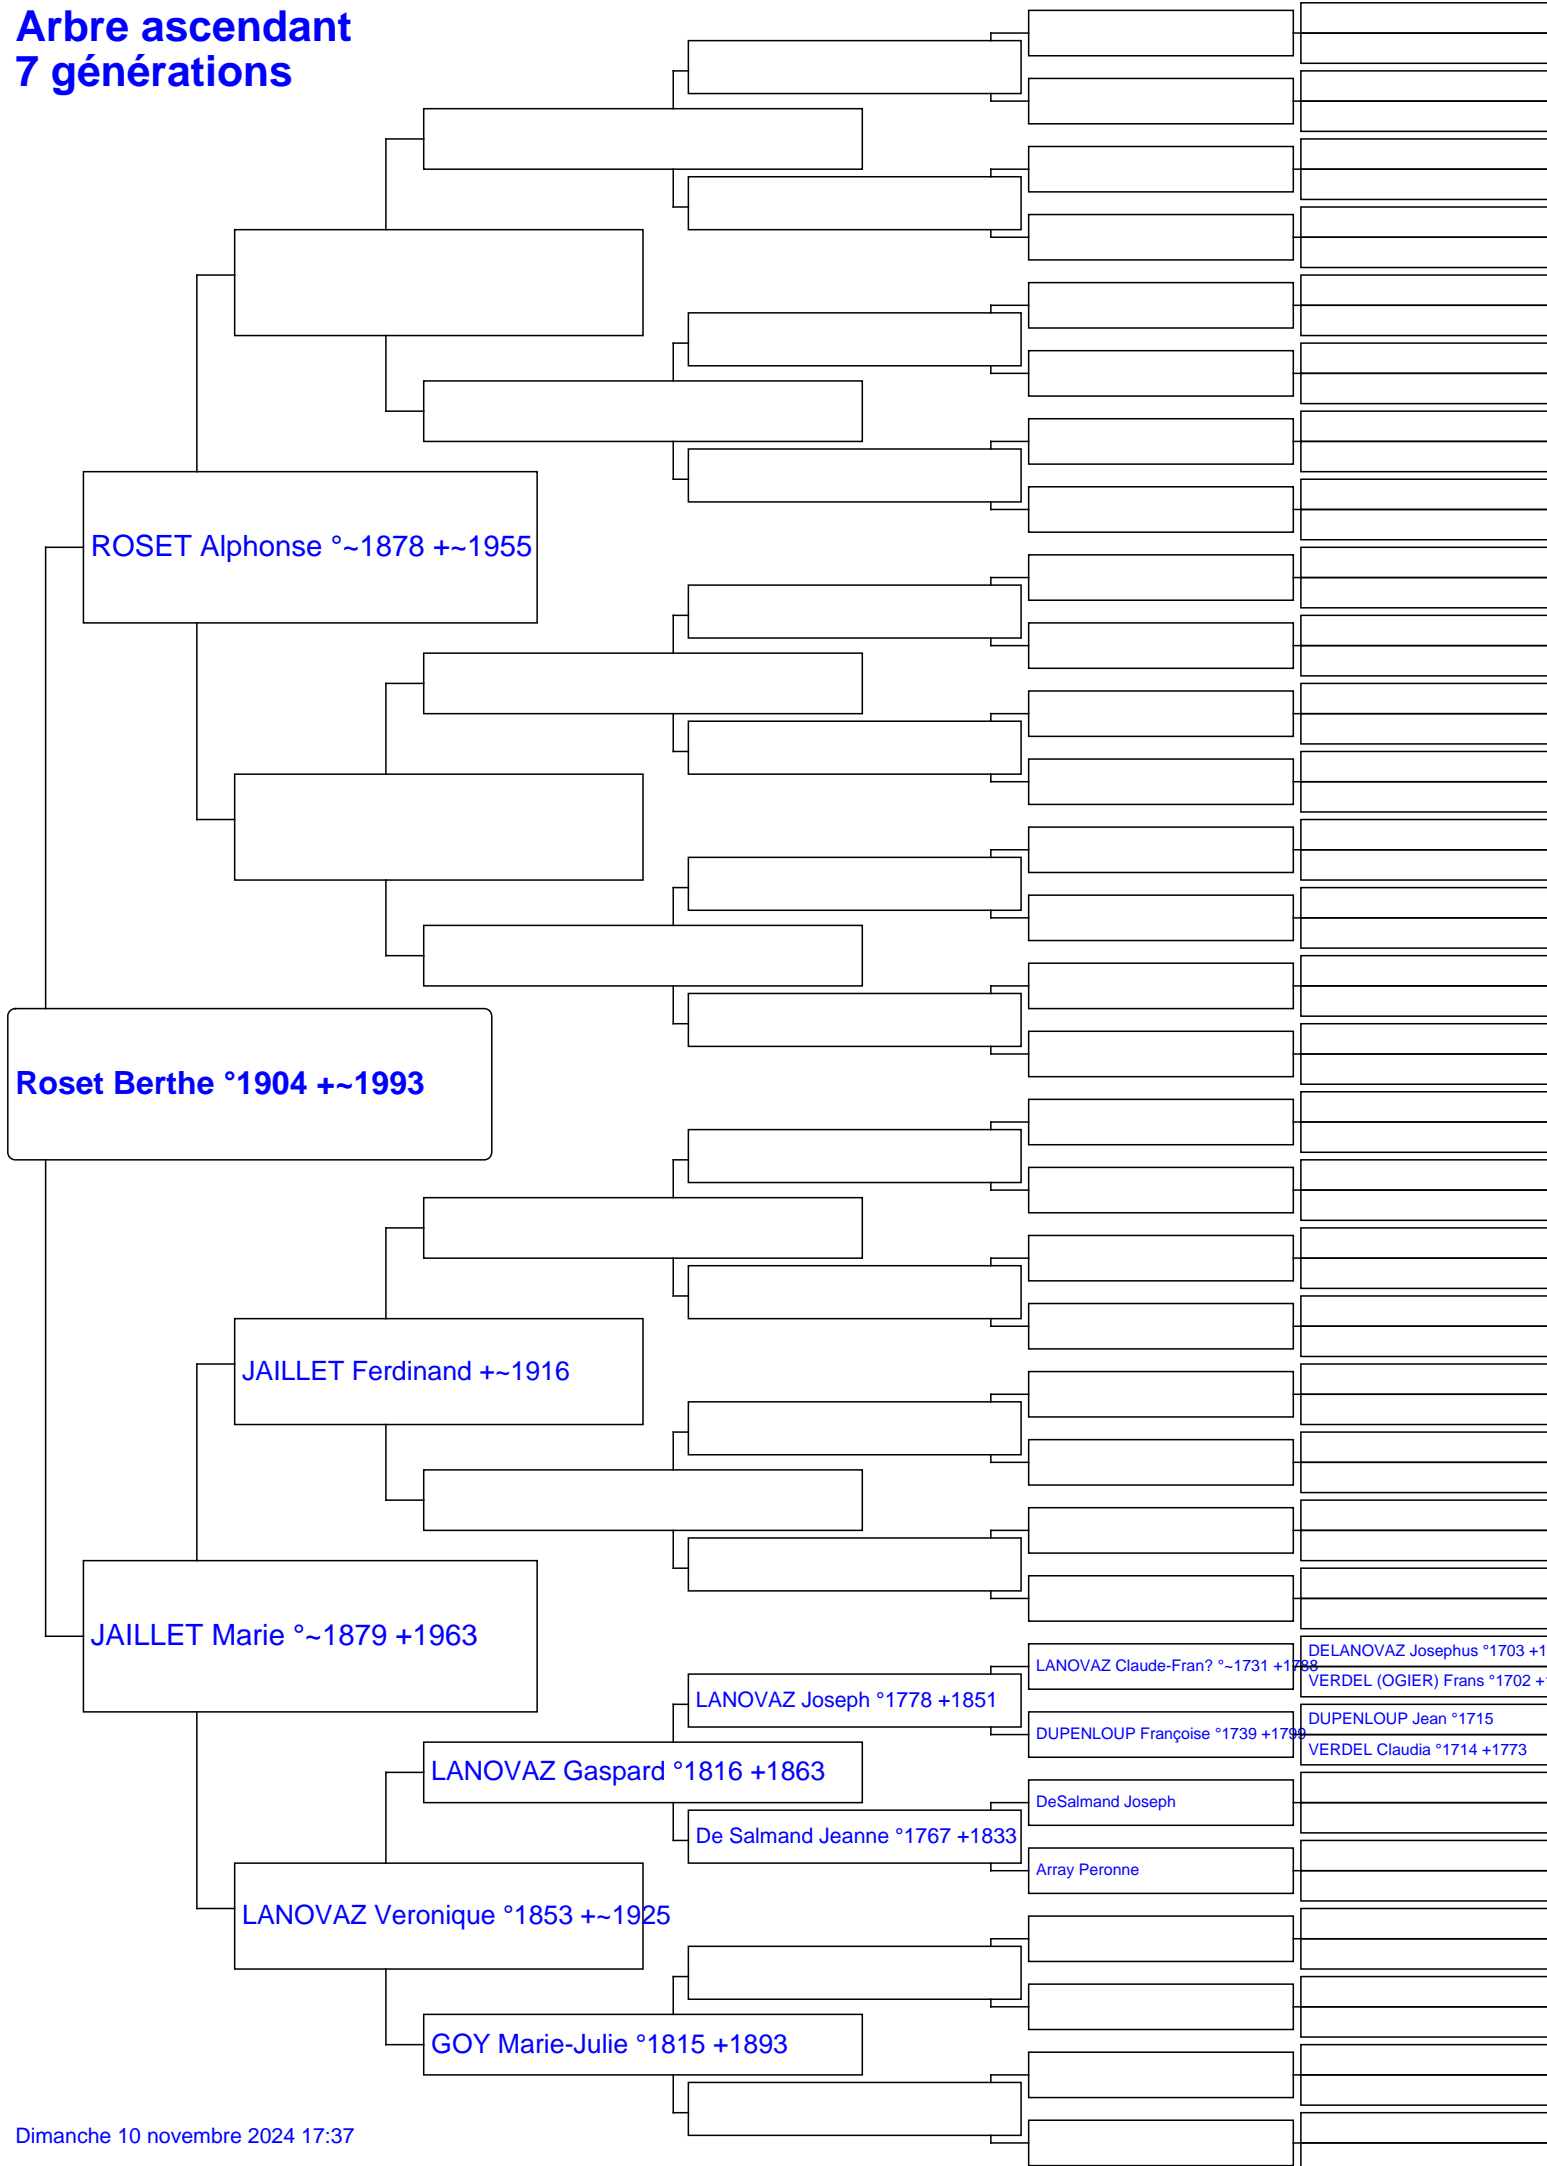 Arbre ascendant
7 générations
ROSET Alphonse °~1878 +~1955
Roset Berthe °1904 +~1993
JAILLET Ferdinand +~1916
JAILLET Marie °~1879 +1963
LANOVAZ Claude-Fran? °~1731 +1788
DELANOVAZ Josephus °1703 +1
VERDEL (OGIER) Frans °1702 +
LANOVAZ Joseph °1778 +1851
DUPENLOUP Françoise °1739 +1799
DUPENLOUP Jean °1715
VERDEL Claudia °1714 +1773
LANOVAZ Gaspard °1816 +1863
DeSalmand Joseph
De Salmand Jeanne °1767 +1833
Array Peronne
LANOVAZ Veronique °1853 +~1925
GOY Marie-Julie °1815 +1893
Dimanche 10 novembre 2024 17:37